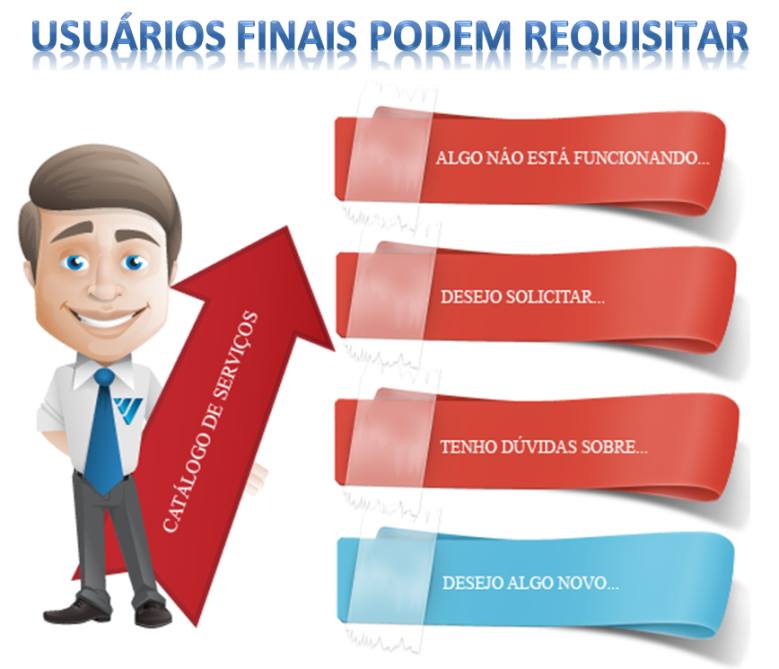 USUÁRIOS FINAIS PODEM REQUISITAR
ALGO NÃO ESTÁ FUNCIONANDO...
DESEJO SOLICITAR...
CATÁLOGO DE SERVIÇOS
TENHO DÚVIDAS SOBRE...
DESEJO ALGO NOVO...